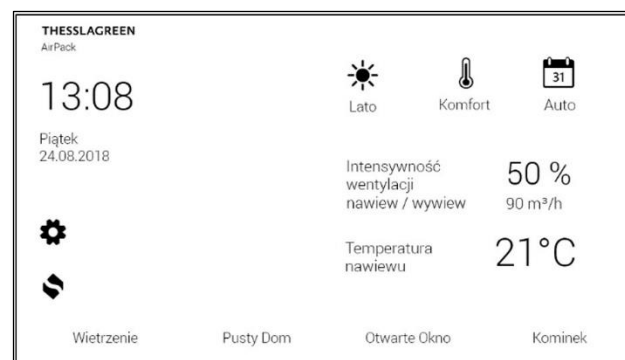 THESSLAGREEN
AirPack
13:08
Piątek
24.08.2018
31
Lato
Komfort
Auto
Intensywność
wentylacji
nawiew / wywiew
50 %
90 m³/h
Temperatura
nawiewu
21°C
Wietrzenie
Pusty Dom
Otwarte Okno
Kominek